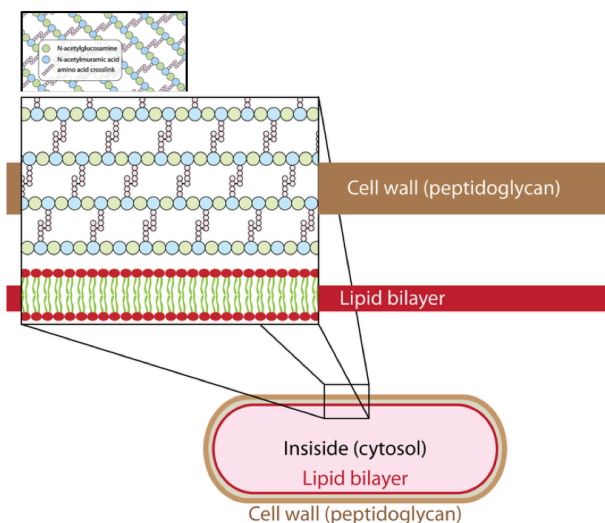 N-acetylglucosamine
N-acetylmuramic acid
amino acid crosslink
Cell wall (peptidoglycan)
Lipid bilayer
Insiside (cytosol)
Lipid bilayer
Cell wall (peptidoglycan)